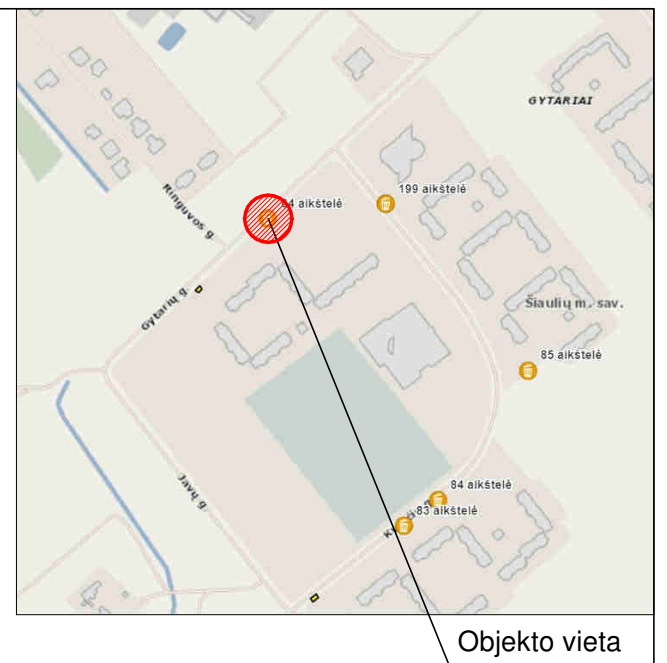 GYTARIAI
199 aikštelė
4 aikštelė
Ringuvos g.
Gytarių g.
Šiaulių m. sav.
85 aikštelė
Javų g.
84 aikštelė
83 aikštelė
Objekto vieta